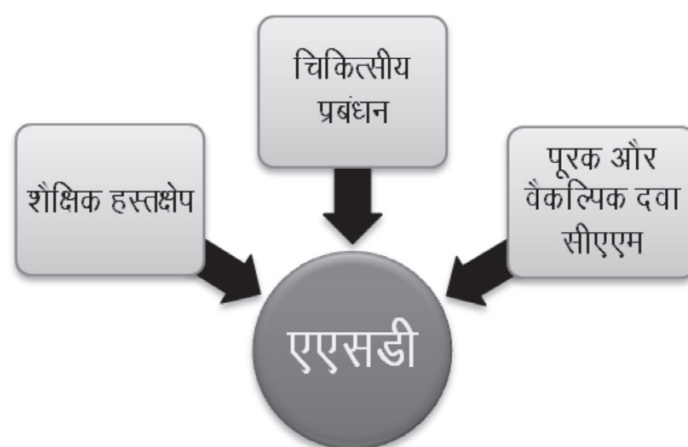 चिकित्सीय
प्रबंधन
शैक्षिक हस्तक्षेप
पूरक और
वैकल्पिक दवा
सीएएम
एएसडी